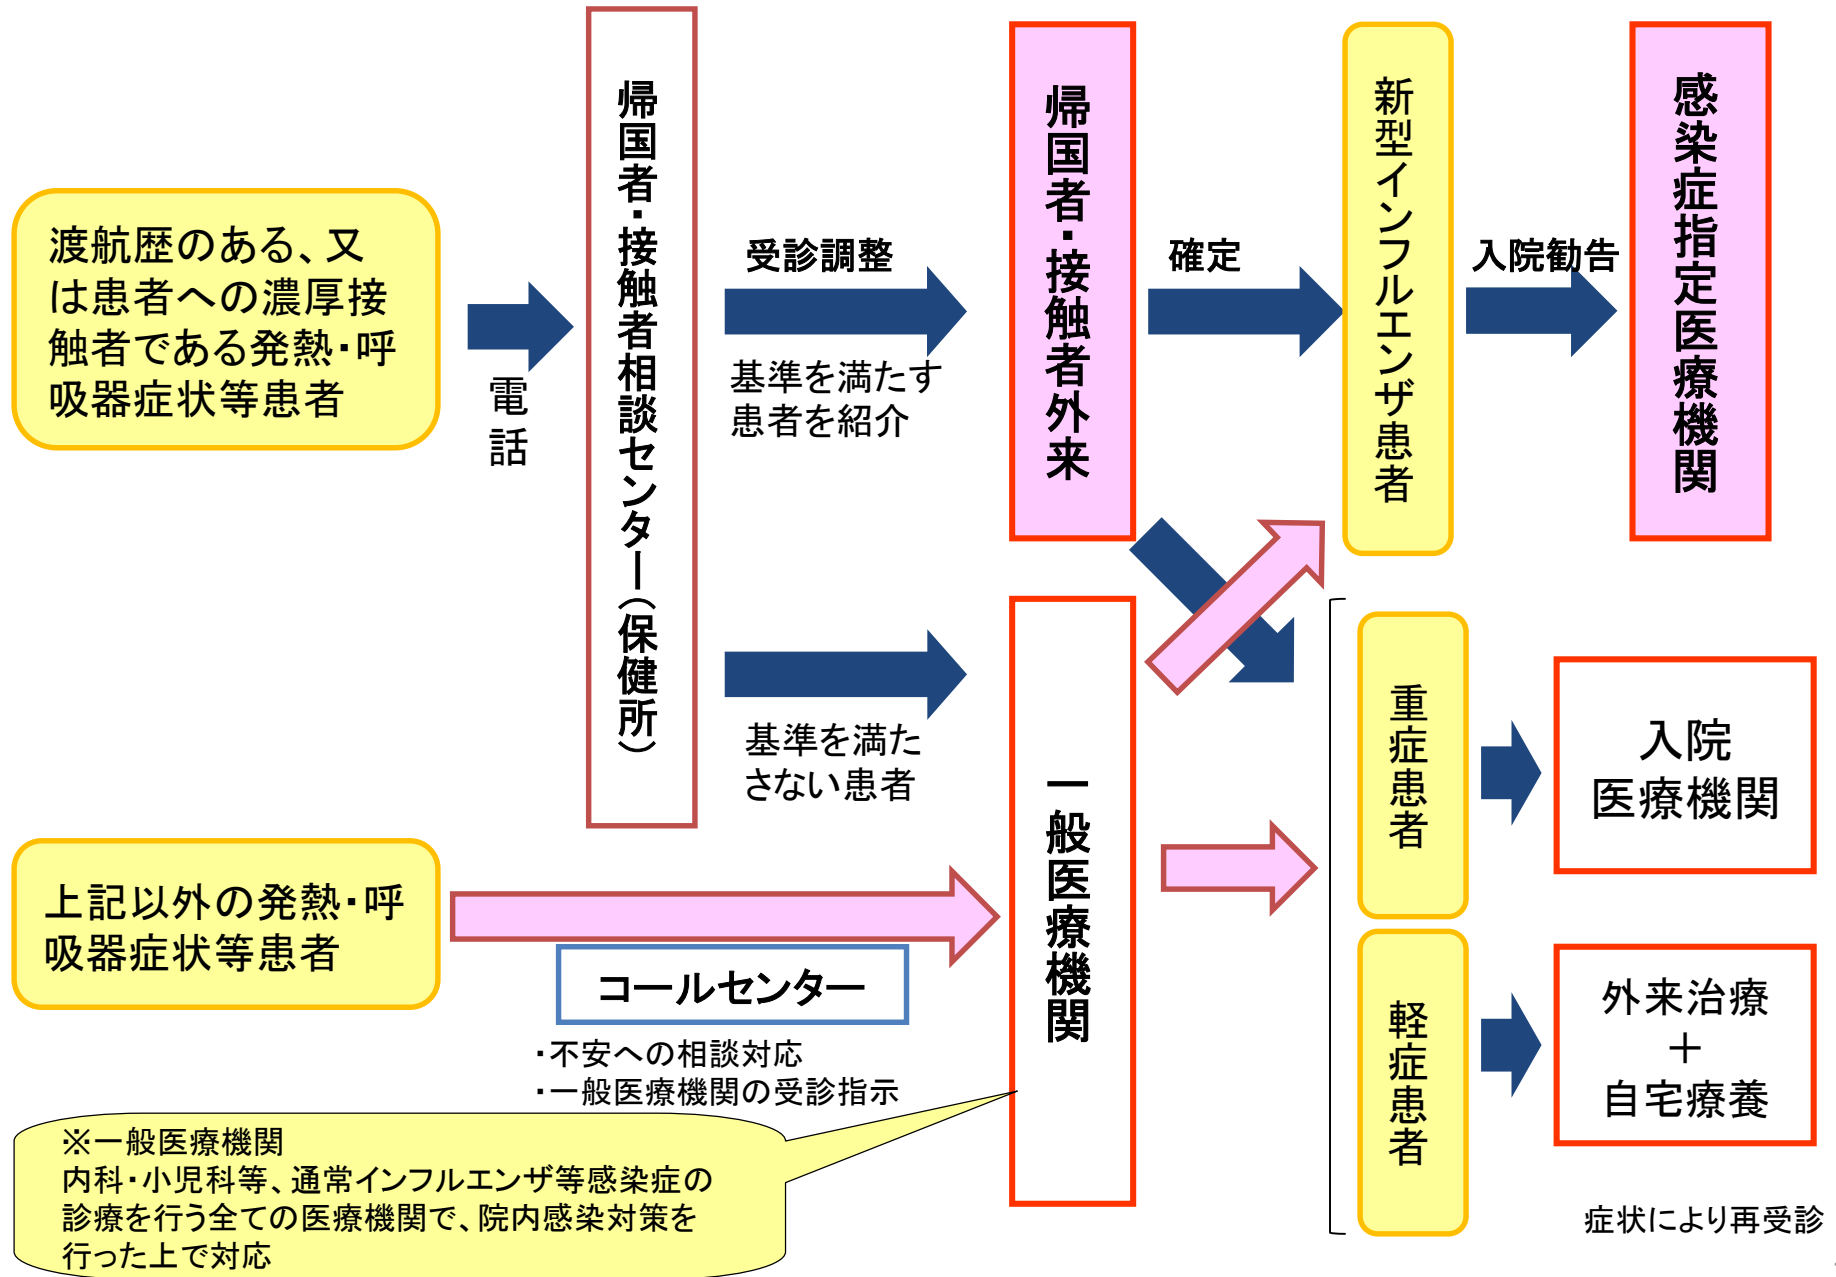 渡航歴のある、又
は患者への濃厚接
触者である発熱・呼
吸器症状等患者
電
話
帰国者・接触者相談センター（保健所）
受診調整
基準を満たす
患者を紹介
基準を満た
さない患者
帰国者・接触者外来
確定
新型インフルエンザ患者
入院勧告
感染症指定医療機関
上記以外の発熱・呼
吸器症状等患者
コールセンター
・不安への相談対応
・一般医療機関の受診指示
一般医療機関
重症患者
入院
医療機関
軽症患者
外来治療
＋
自宅療養
症状により再受診
※一般医療機関
内科・小児科等、通常インフルエンザ等感染症の
診療を行う全ての医療機関で、院内感染対策を
行った上で対応